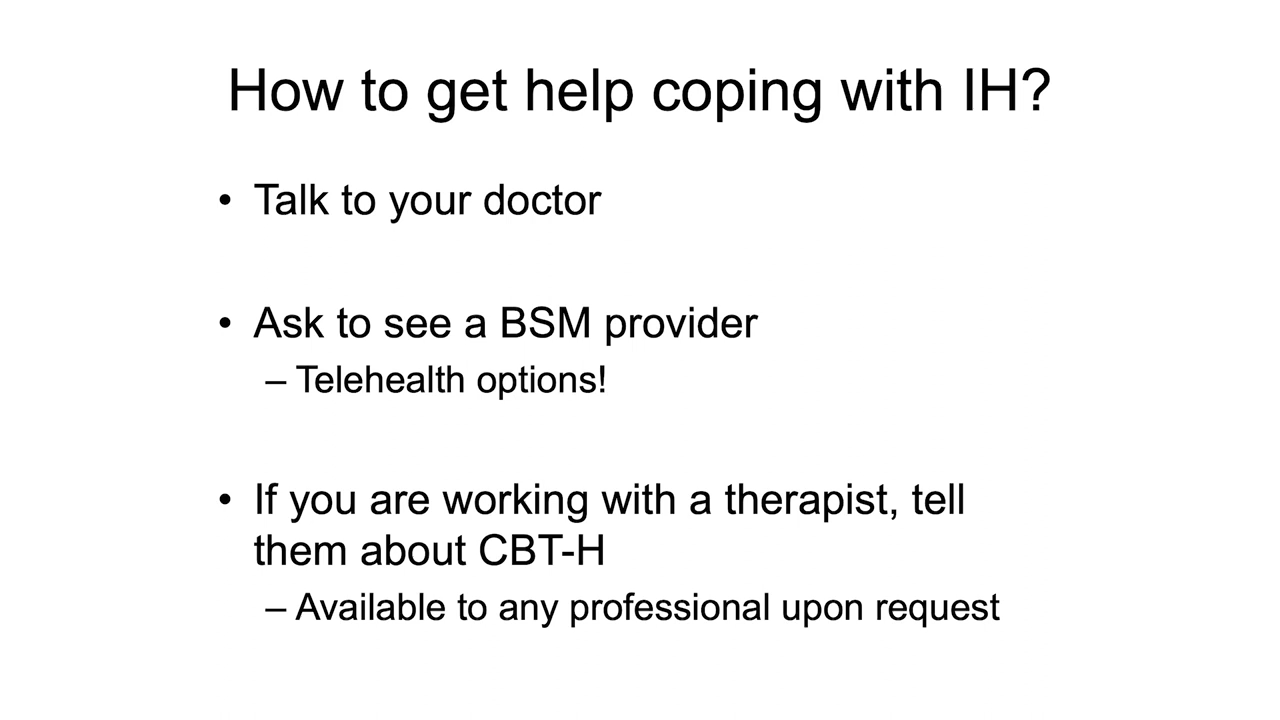 How to get help coping with IH?
• Talk to your doctor
• Ask to see a BSM provider
– Telehealth options!
• If you are working with a therapist, tell
them about CBT-H
– Available to any professional upon request